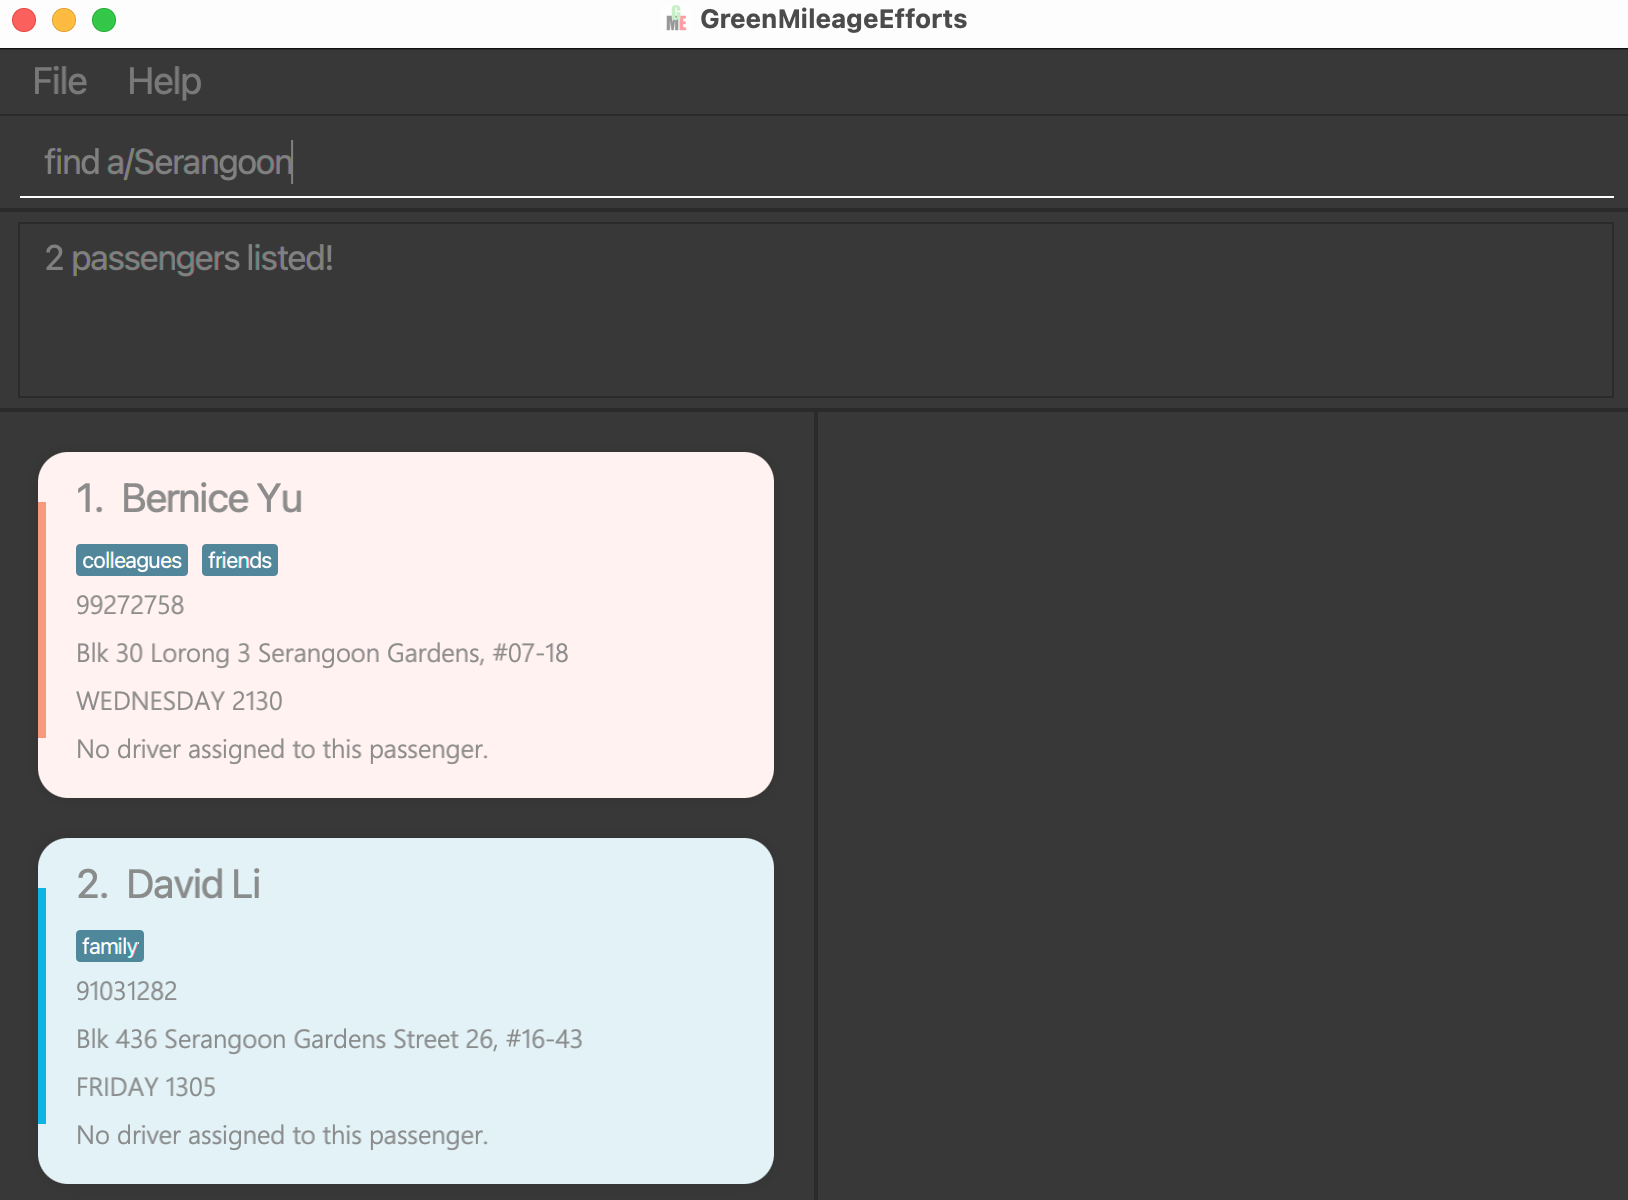 GME GreenMileageEfforts
File Help
find a/Serangoon
2 passengers listed!
1. Bernice Yu
colleagues friends
99272758
Blk 30 Lorong 3 Serangoon Gardens, #07-18
WEDNESDAY 2130
No driver assigned to this passenger.
2. David Li
family
91031282
Blk 436 Serangoon Gardens Street 26, #16-43
FRIDAY 1305
No driver assigned to this passenger.